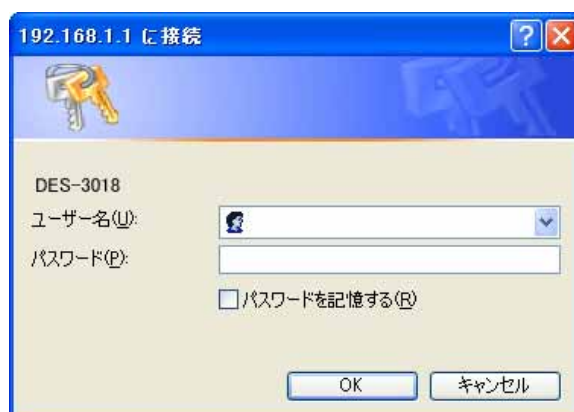 192.168.1.1 に接続
DES-3018
ユーザー名(U):
パスワード(P):
パスワードを記憶する(R)
OK
キャンセル